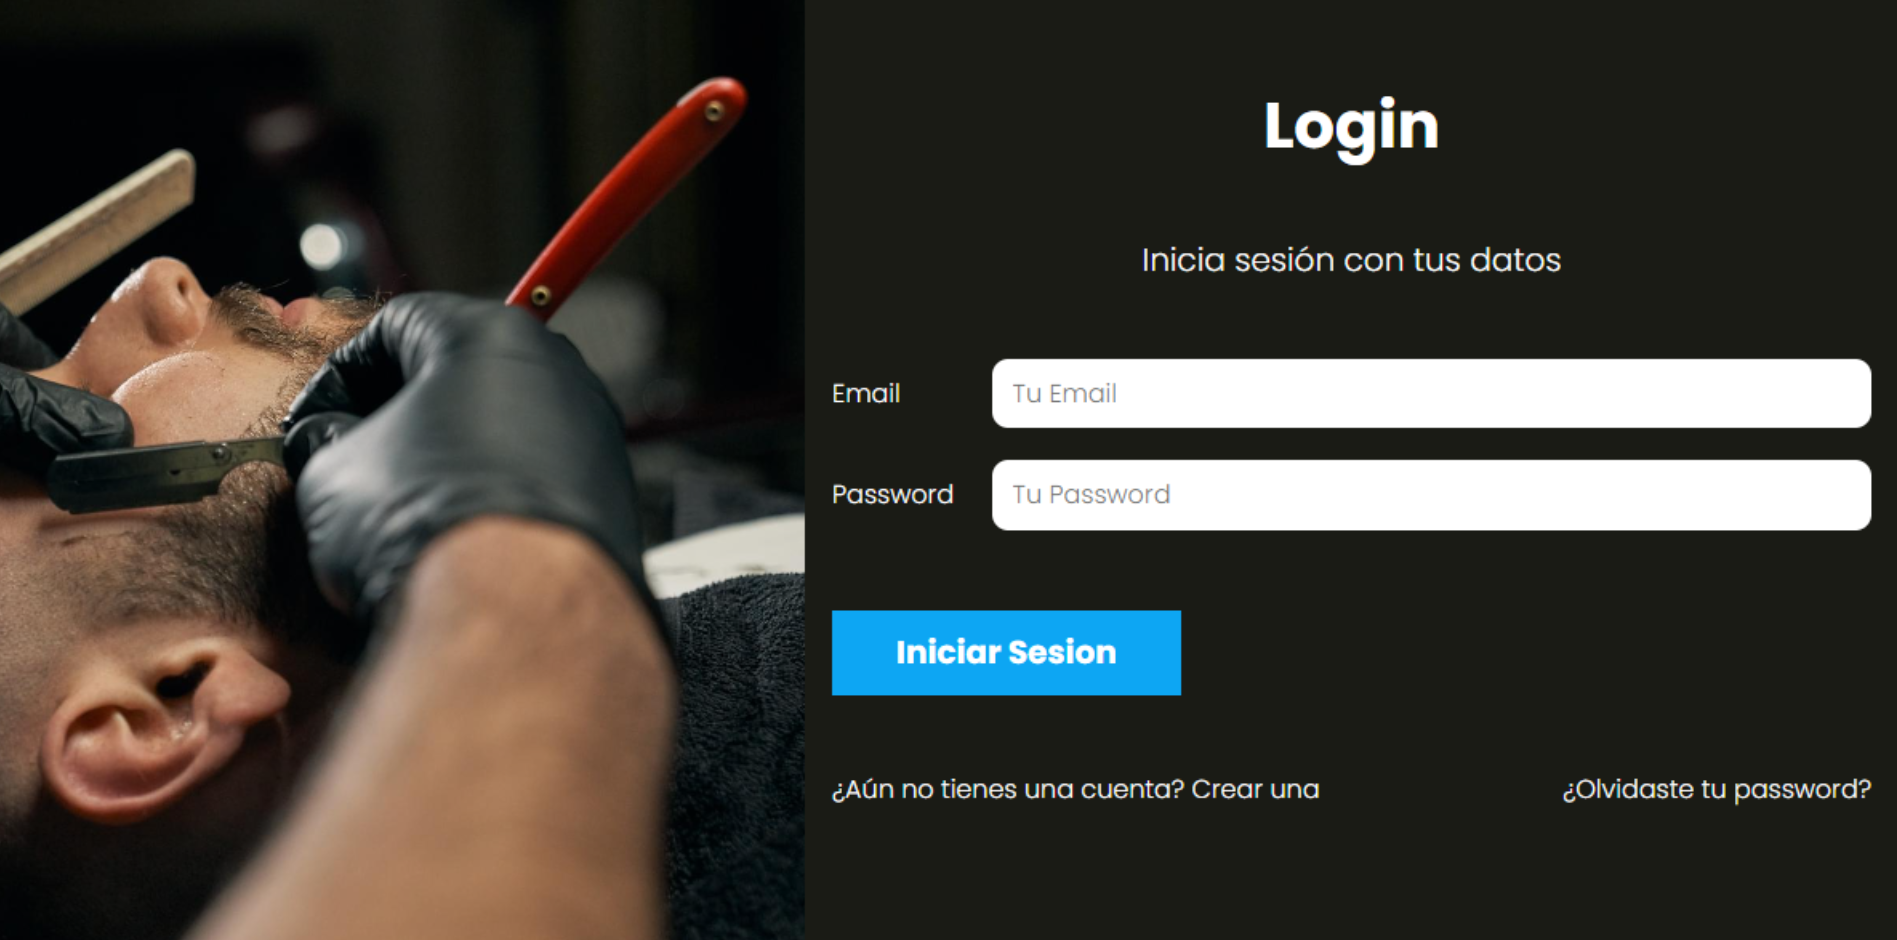 Login
Inicia sesión con tus datos
Email
Tu Email
Password
Tu Password
Iniciar Sesion
¿Aún no tienes una cuenta? Crear una
¿Olvidaste tu password?